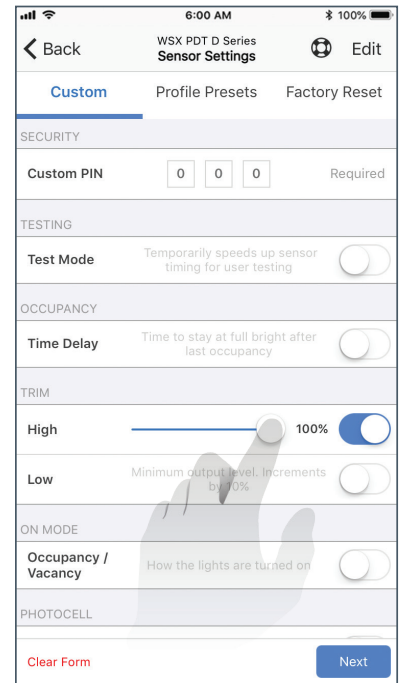 6:00 AM
100%
Back
WSX PDT D Series
Sensor Settings
Edit
Custom
Profile Presets
Factory Reset
SECURITY
Custom PIN
0 0 0
Required
TESTING
Test Mode
Temporarily speeds up sensor
timing for user testing
OCCUPANCY
Time Delay
Time to stay at full bright after
last occupancy
TRIM
High
100%
Low
Minimum output level. Increments
by 10%
ON MODE
Occupancy /
Vacancy
How the lights are turned on
PHOTOCELL
Clear Form
Next